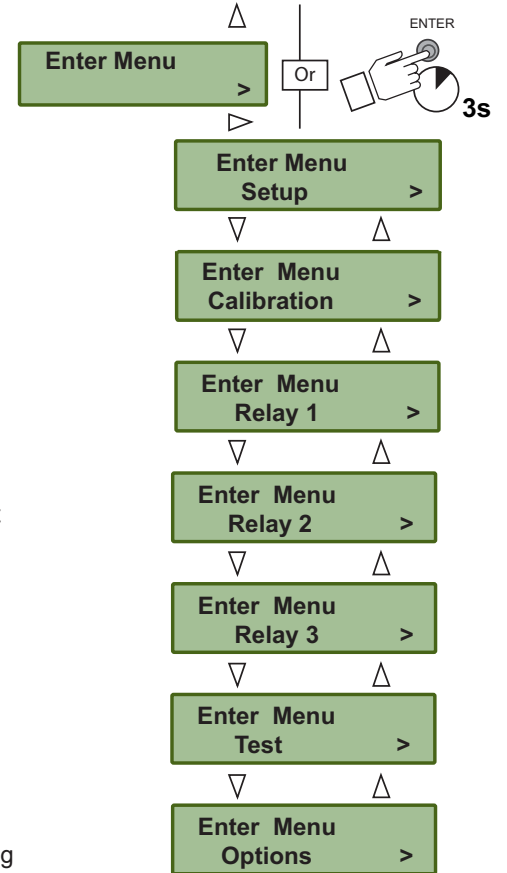 ENTER
Enter Menu
>
Or
3s
Enter Menu
Setup >
Enter Menu
Calibration >
Enter Menu
Relay 1 >
Enter Menu
Relay 2 >
Enter Menu
Relay 3 >
Enter Menu
Test >
g
Enter Menu
Options >